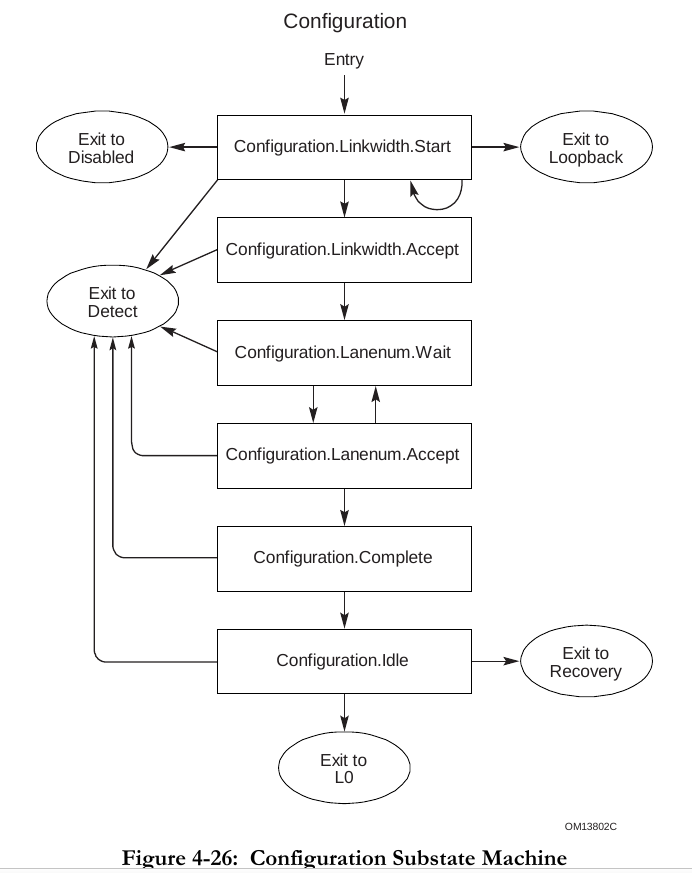 Configuration
Entry
Exit to
Disabled
Configuration.Linkwidth.Start
Exit to
Loopback
Configuration.Linkwidth.Accept
Exit to
Detect
Configuration.Lanenum.Wait
Configuration.Lanenum.Accept
Configuration.Complete
Configuration.Idle
Exit to
Recovery
Exit to
L0
OM13802C
Figure 4-26:  Configuration Substate Machine